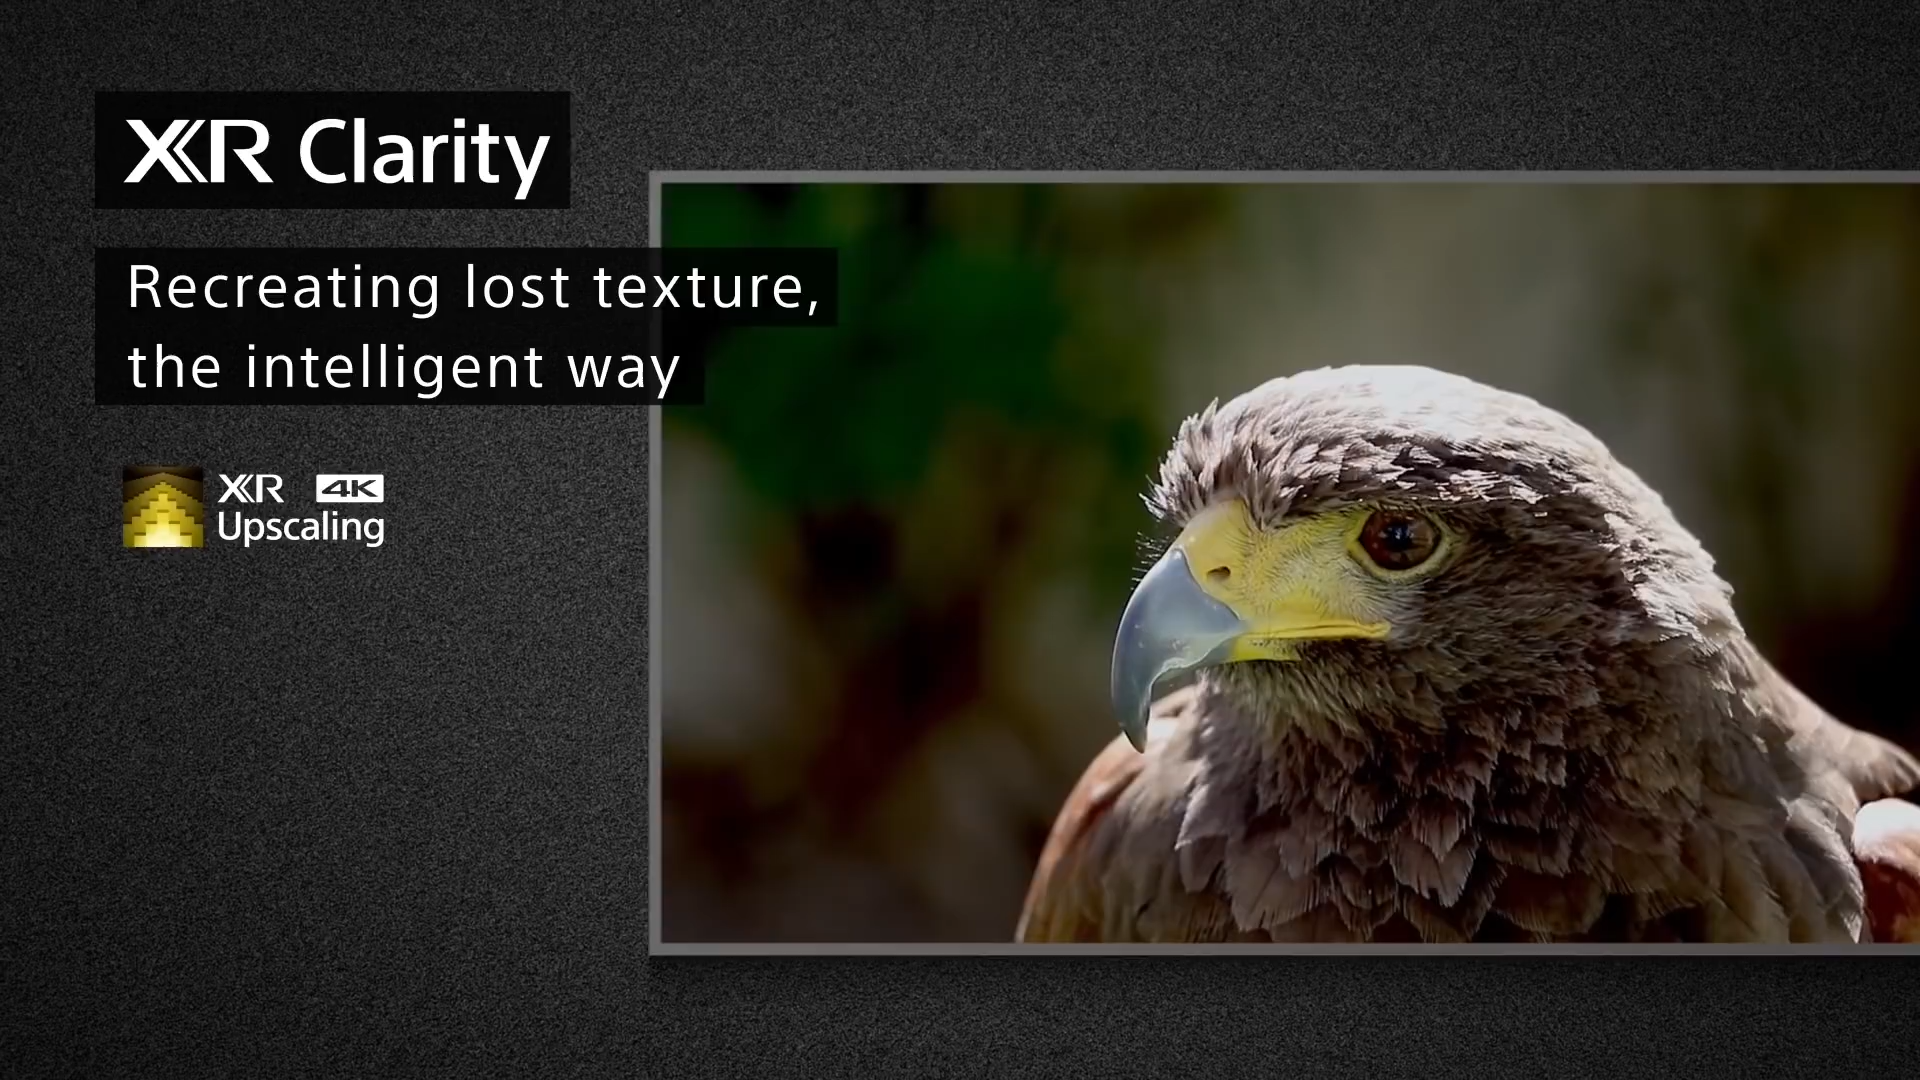 XR Clarity
Recreating lost texture,
the intelligent way
XR 4K
Upscaling